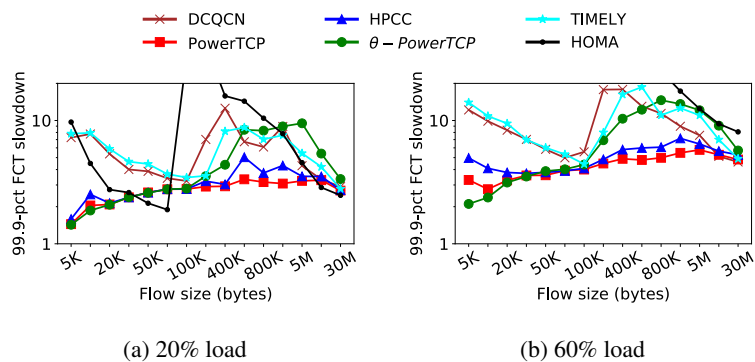 DCQCN
HPCC
TIMELY
PowerTCP
θ − PowerTCP
HOMA
99.9-pct FCT slowdown
10
1
5K
20K
50K
100K
400K
800K
5M
30M
Flow size (bytes)
(a) 20% load
99.9-pct FCT slowdown
10
1
5K
20K
50K
100K
400K
800K
5M
30M
Flow size (bytes)
(b) 60% load